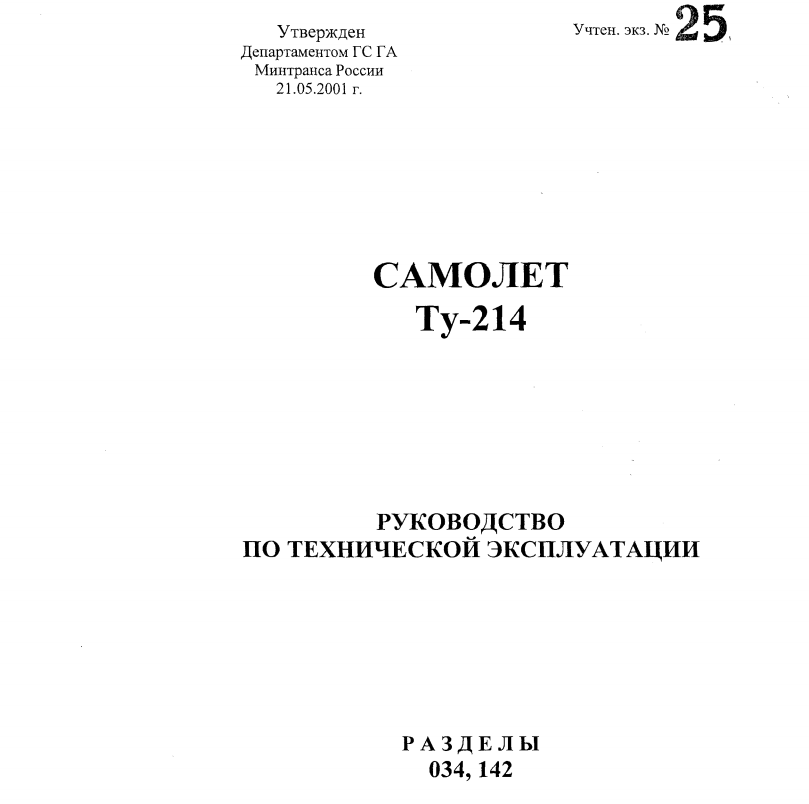 Утвержден
Департаментом ГС ГА
Минтранса России
21.05.2001 г.
Учтен. экз. № 25
САМОЛЕТ
Ту-214
РУКОВОДСТВО
ПО ТЕХНИЧЕСКОЙ ЭКСПЛУАТАЦИИ
РАЗДЕЛЫ
034, 142